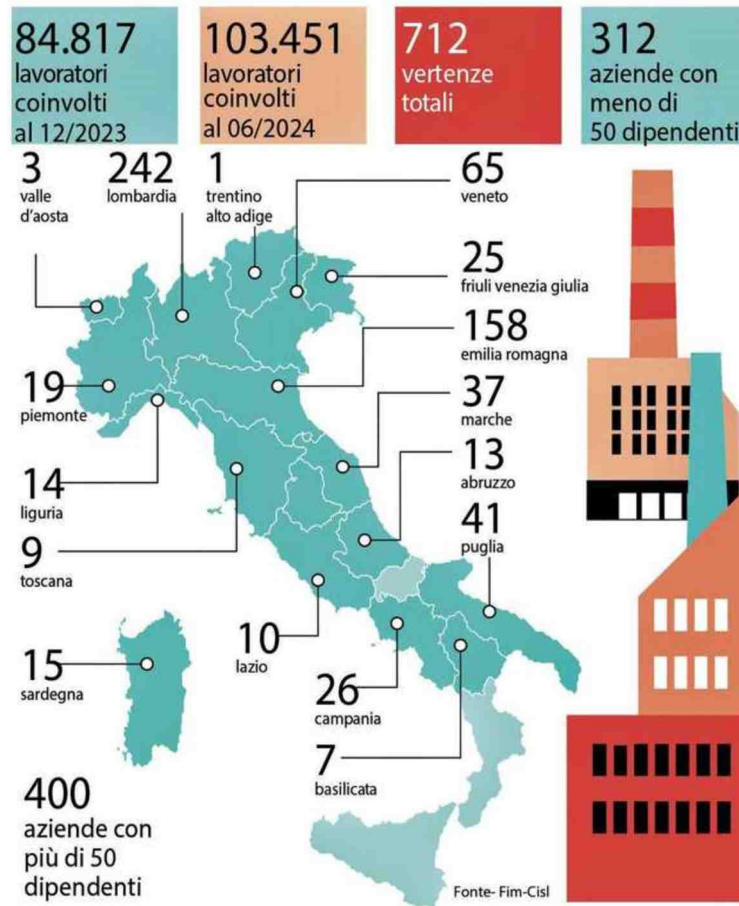 84.817
lavoratori
coinvolti
al 12/2023
103.451
lavoratori
coinvolti
al 06/2024
712
vertenze
totali
312
aziende con
meno di
50 dipendenti
3
valle
d'aosta
242
lombardia
1
trentino
alto adige
65
veneto
25
friuli venezia giulia
158
emilia romagna
19
piemonte
37
marche
14
liguria
13
abruzzo
9
toscana
41
puglia
10
lazio
15
sardegna
26
campania
7
basilicata
400
aziende con
più di 50
dipendenti
Fonte- Fim-Cisl